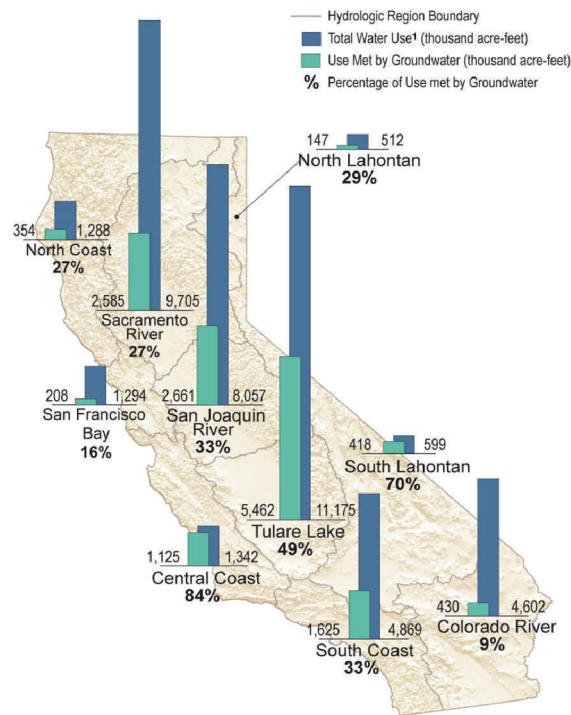 Hydrologic Region Boundary
Total Water Use¹ (thousand acre-feet)
Use Met by Groundwater (thousand acre-feet)
% Percentage of Use met by Groundwater
147 512
North Lahontan
29%
354 1,288
North Coast
27%
2,585 9,705
Sacramento
River
27%
208 1,294
San Francisco
Bay
16%
2,661 8,057
San Joaquin
River
33%
418 599
South Lahontan
70%
5,462 11,175
Tulare Lake
49%
1,125 1,342
Central Coast
84%
1,625 4,869
South Coast
33%
430 4,602
Colorado River
9%